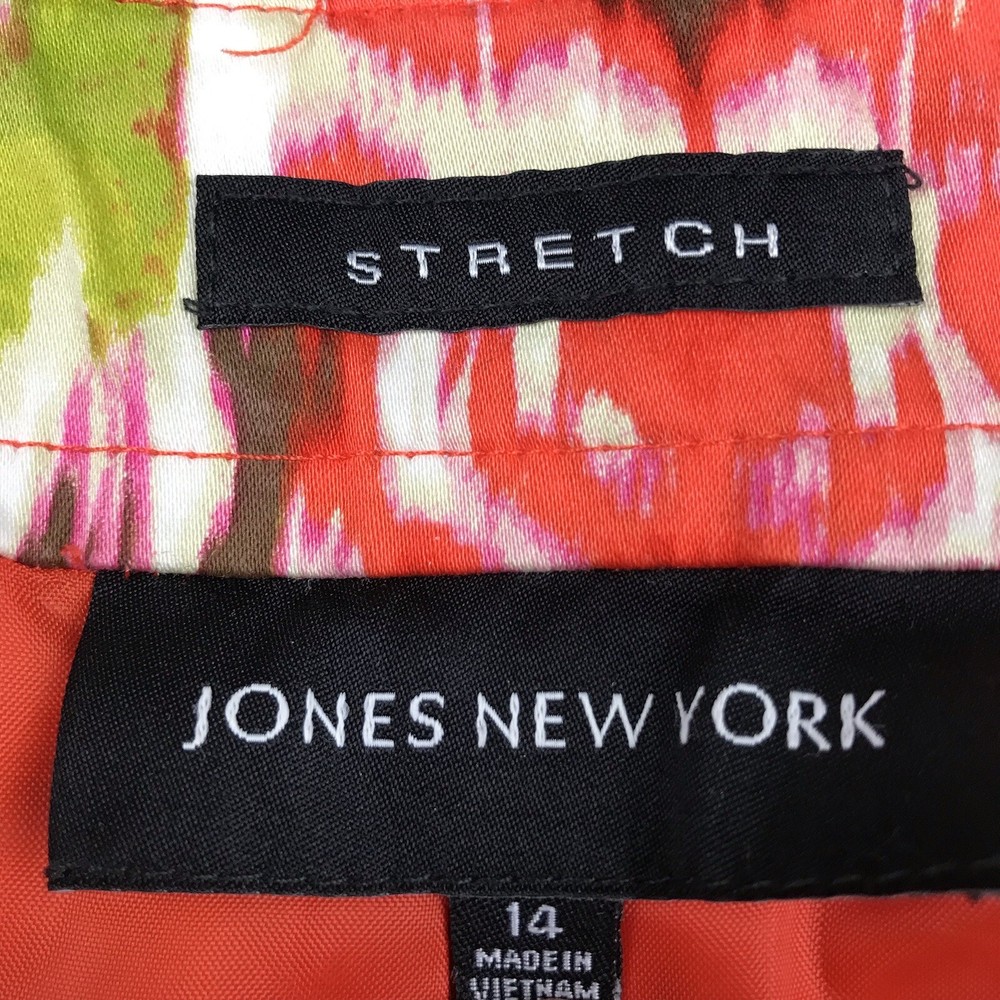 STRETCH
JONES NEW YORK
14
MADE IN
VIETNAM